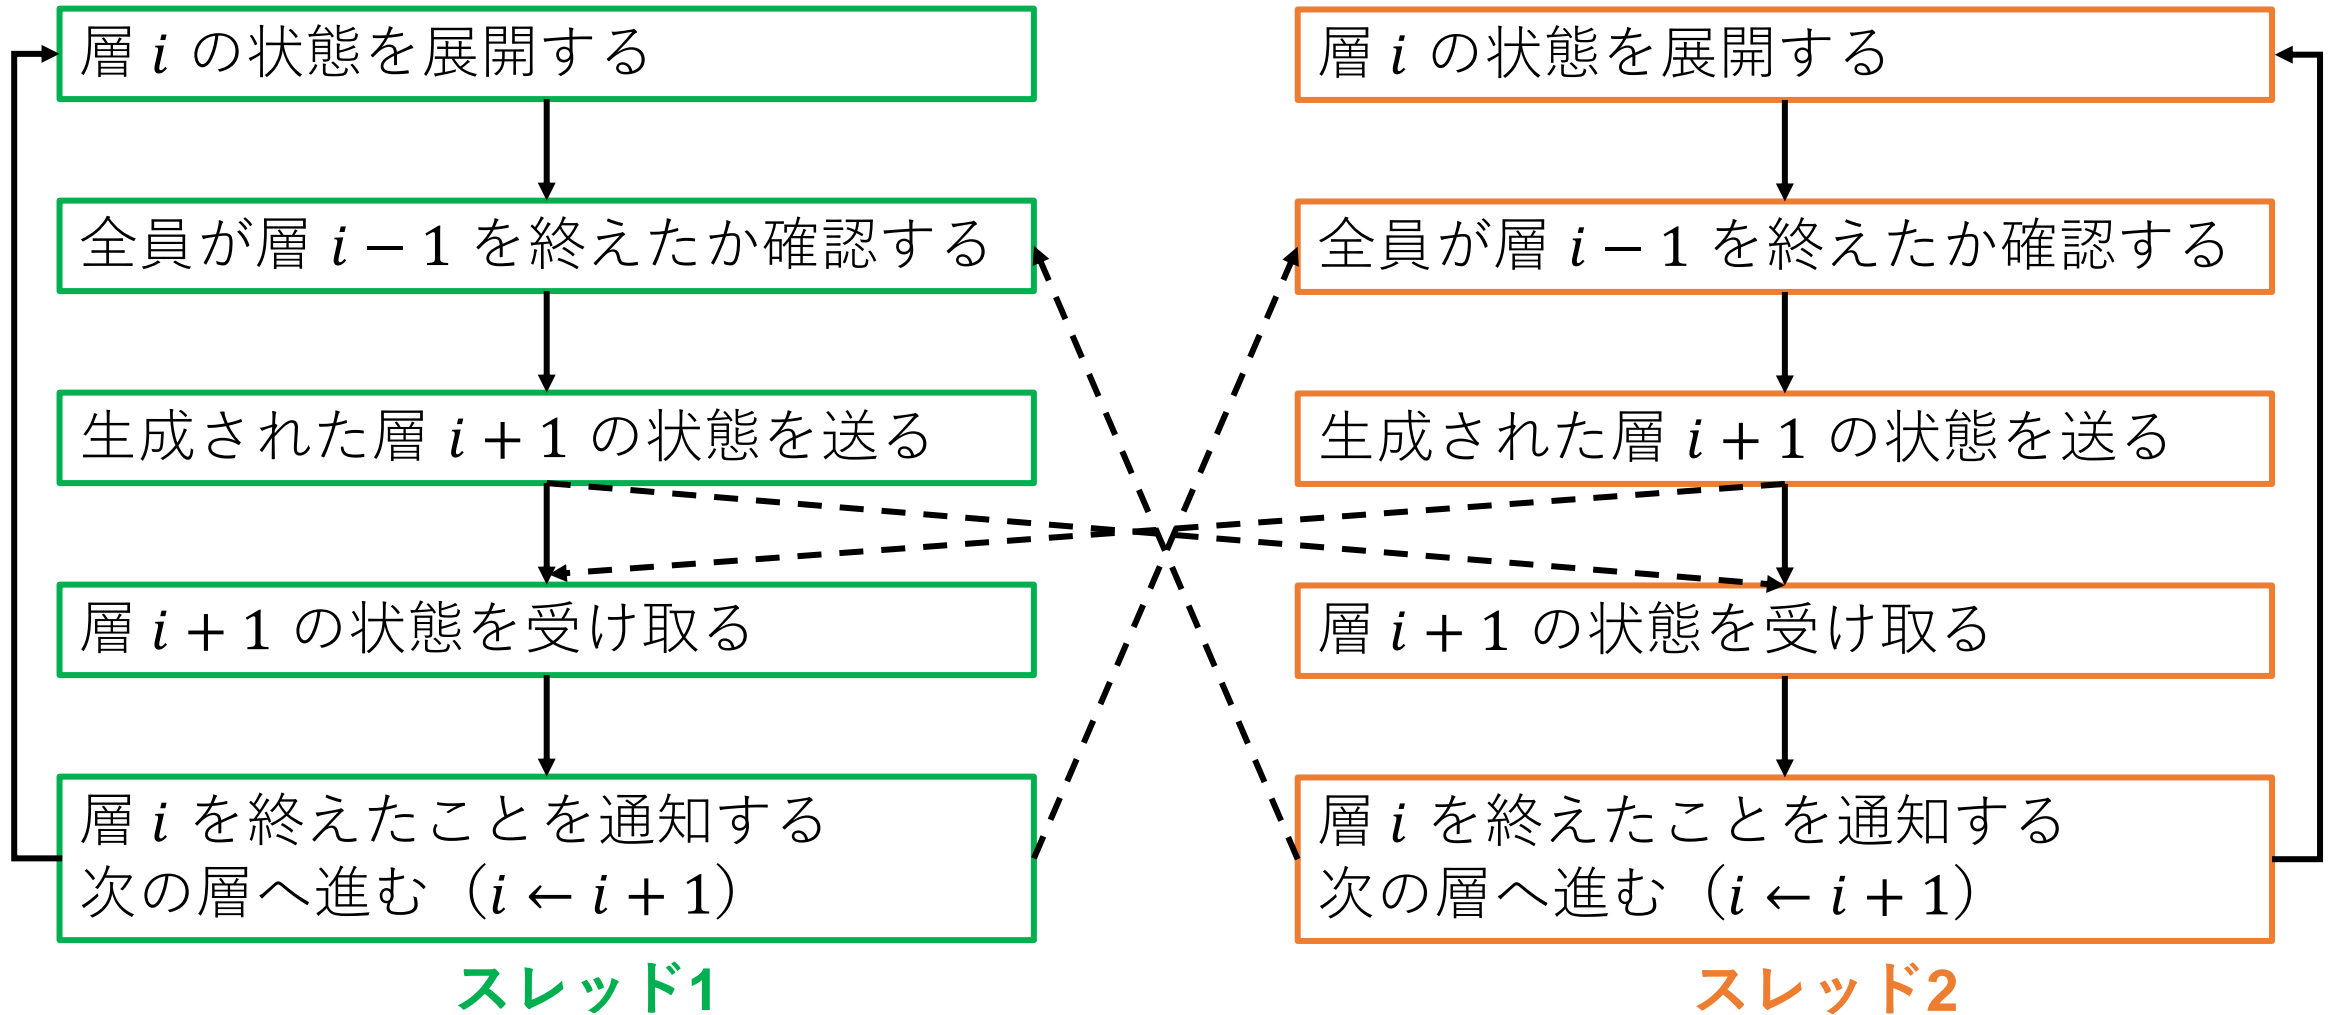 層 i の状態を展開する
全員が層 i − 1 を終えたか確認する
生成された層 i + 1 の状態を送る
層 i + 1 の状態を受け取る
層 i を終えたことを通知する
次の層へ進む（i ← i + 1）
スレッド1
層 i の状態を展開する
全員が層 i − 1 を終えたか確認する
生成された層 i + 1 の状態を送る
層 i + 1 の状態を受け取る
層 i を終えたことを通知する
次の層へ進む（i ← i + 1）
スレッド2